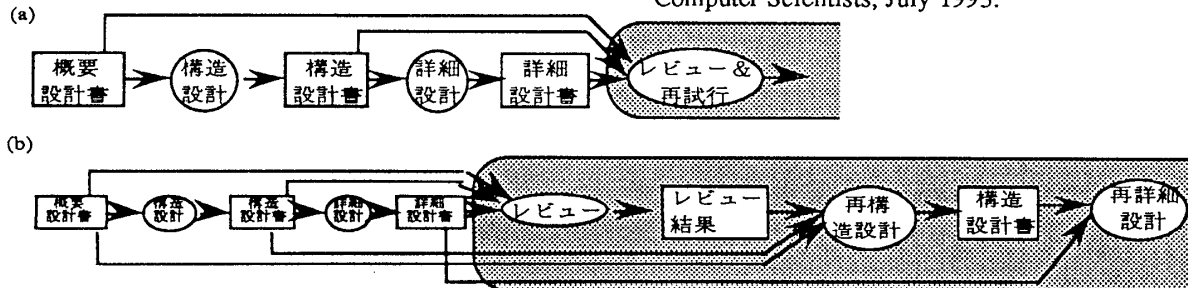 Computer Scientists, July 1995.
(a)
概要
設計書
構造
設計
構造
設計書
詳細
設計
詳細
設計書
レビュー&
再試行
(b)
概要
設計書
構造
設計
構造
設計書
詳細
設計
詳細
設計書
レビュー
レビュー
結果
再構
造設計
構造
設計書
再詳細
設計